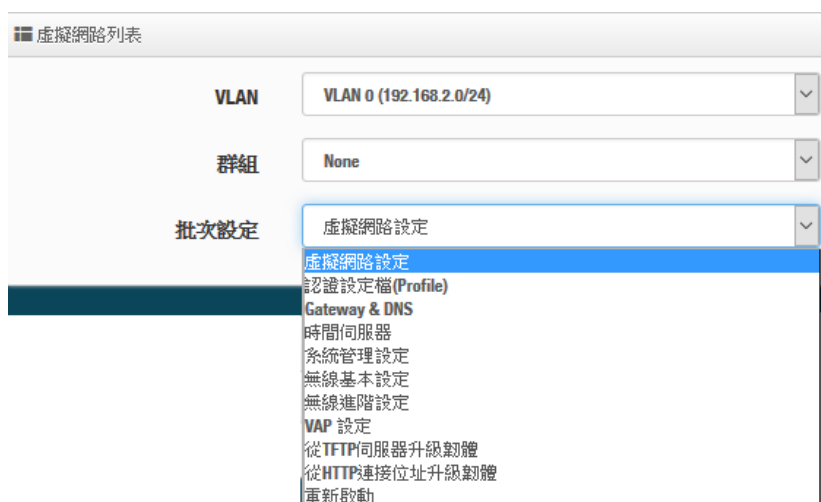 虛擬網路列表
VLAN VLAN 0 (192.168.2.0/24)
群組 None
批次設定 虛擬網路設定
虛擬網路設定
認證設定檔(Profile)
Gateway & DNS
時間伺服器
系統管理設定
無線基本設定
無線進階設定
VAP 設定
從TFTP伺服器升級韌體
從HTTP連接位址升級韌體
重新啟動